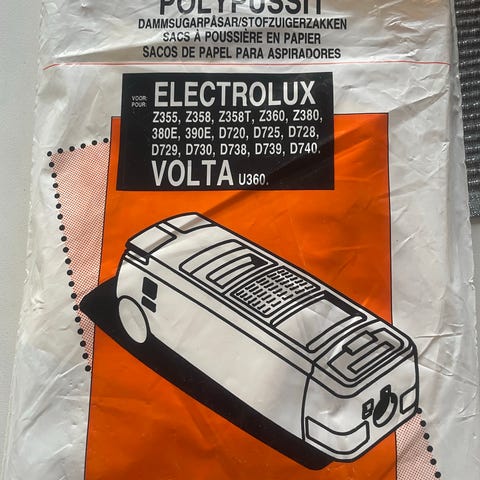 POLYPUSSIT
DAMMSUGARPÅSAR/STOFZUIGERZAKKEN
SACS À POUSSIÈRE EN PAPIER
SACOS DE PAPEL PARA ASPIRADORES
VOOR:
POUR:
ELECTROLUX
Z355, Z358, Z358T, Z360, Z380,
380E, 390E, D720, D725, D728,
D729, D730, D738, D739, D740.
VOLTA U360.